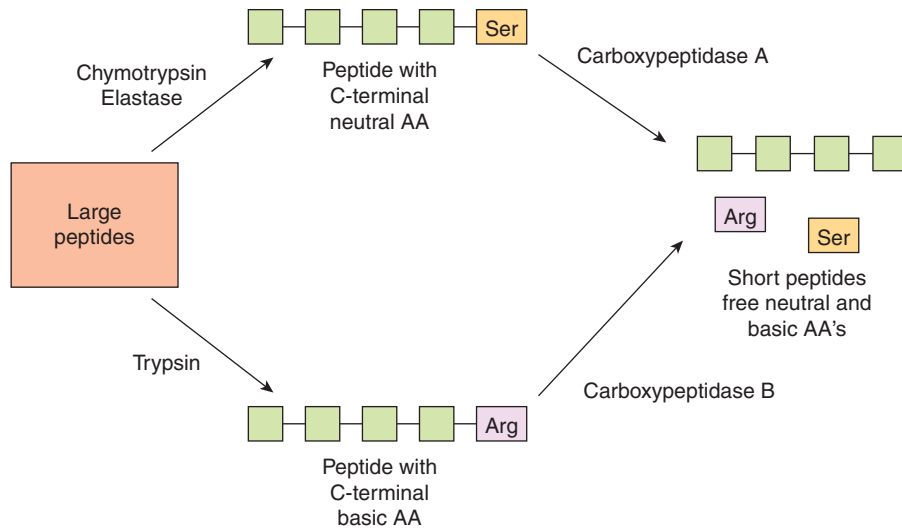 Ser
Chymotrypsin
Elastase
Peptide with
C-terminal
neutral AA
Carboxypeptidase A
Large
peptides
Arg
Ser
Short peptides
free neutral and
basic AA's
Trypsin
Carboxypeptidase B
Arg
Peptide with
C-terminal
basic AA